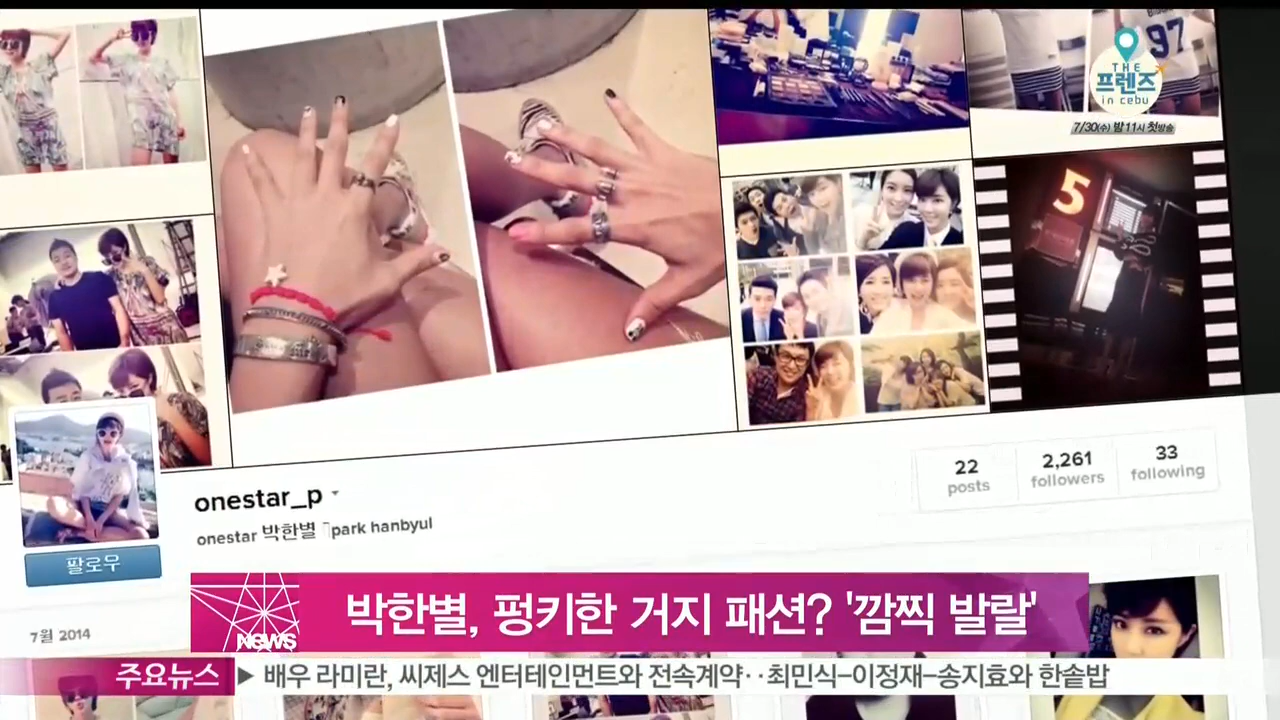 97
THE
프렌즈
in cebu
7/30(수) 밤 11시 첫방송
5
onestar_p
onestar 박한별 park hanbyul
22 posts
2,261 followers
33 following
팔로우
7월 2014
NEWS
박한별, 펑키한 거지 패션? '깜찍 발랄'
주요뉴스
▶ 배우 라미란, 씨제스 엔터테인먼트와 전속계약‥최민식-이정재-송지효와 한솥밥